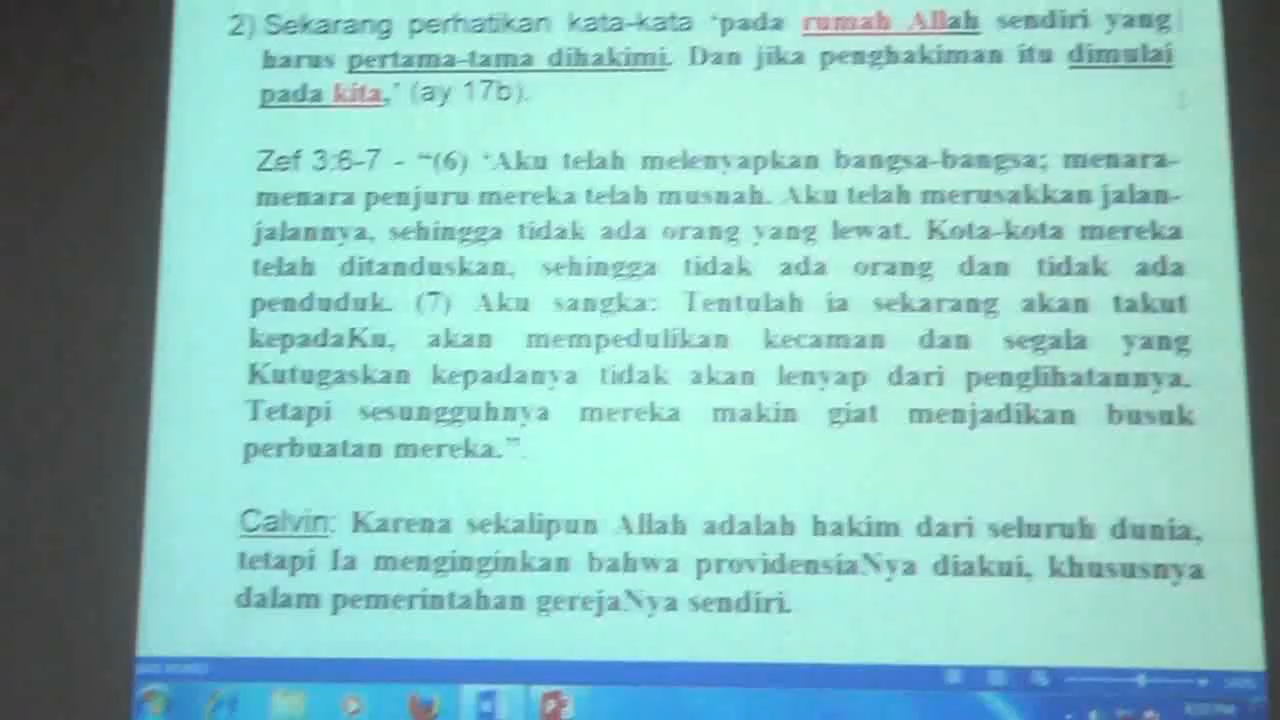 2) Sekarang perhatikan kata-kata ‘pada rumah Allah sendiri yang
harus pertama-tama dihakimi. Dan jika penghakiman itu dimulai
pada kita,’ (ay 17b).
Zef 3:6-7 - “(6) ‘Aku telah melenyapkan bangsa-bangsa; menara-
menara penjuru mereka telah musnah. Aku telah merusakkan jalan-
jalannya, sehingga tidak ada orang yang lewat. Kota-kota mereka
telah ditanduskan, sehingga tidak ada orang dan tidak ada
penduduk. (7) Aku sangka: Tentulah ia sekarang akan takut
kepadaKu, akan mempedulikan kecaman dan segala yang
Kutugaskan kepadanya tidak akan lenyap dari penglihatannya.
Tetapi sesungguhnya mereka makin giat menjadikan busuk
perbuatan mereka.”.
Calvin: Karena sekalipun Allah adalah hakim dari seluruh dunia,
tetapi Ia menginginkan bahwa providensiaNya diakui, khususnya
dalam pemerintahan gerejaNya sendiri.